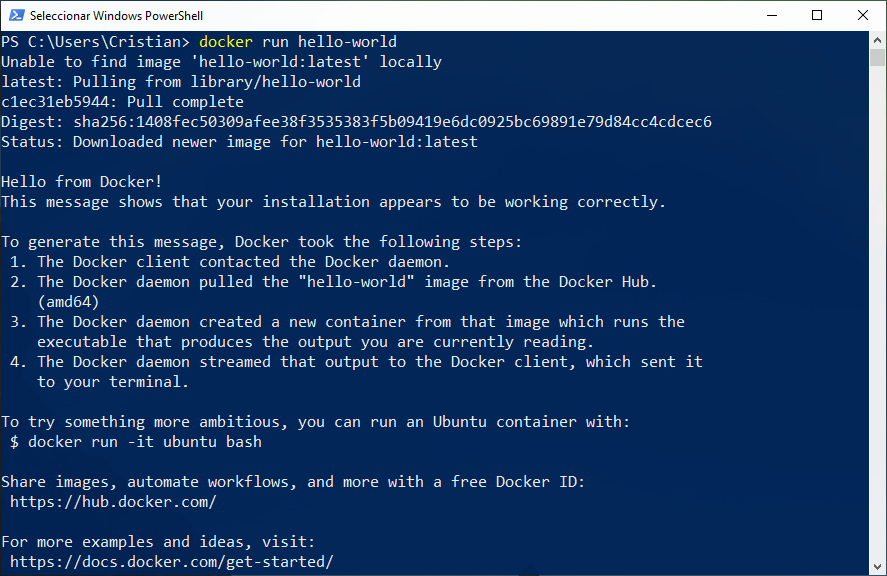 Seleccionar Windows PowerShell
PS C:\Users\Cristian> docker run hello-world
Unable to find image 'hello-world:latest' locally
latest: Pulling from library/hello-world
c1ec31eb5944: Pull complete
Digest: sha256:1408fec50309afee38f3535383f5b09419e6dc0925bc69891e79d84cc4cdcec6
Status: Downloaded newer image for hello-world:latest

Hello from Docker!
This message shows that your installation appears to be working correctly.

To generate this message, Docker took the following steps:
 1. The Docker client contacted the Docker daemon.
 2. The Docker daemon pulled the "hello-world" image from the Docker Hub.
    (amd64)
 3. The Docker daemon created a new container from that image which runs the
    executable that produces the output you are currently reading.
 4. The Docker daemon streamed that output to the Docker client, which sent it
    to your terminal.

To try something more ambitious, you can run an Ubuntu container with:
 $ docker run -it ubuntu bash

Share images, automate workflows, and more with a free Docker ID:
 https://hub.docker.com/

For more examples and ideas, visit:
 https://docs.docker.com/get-started/